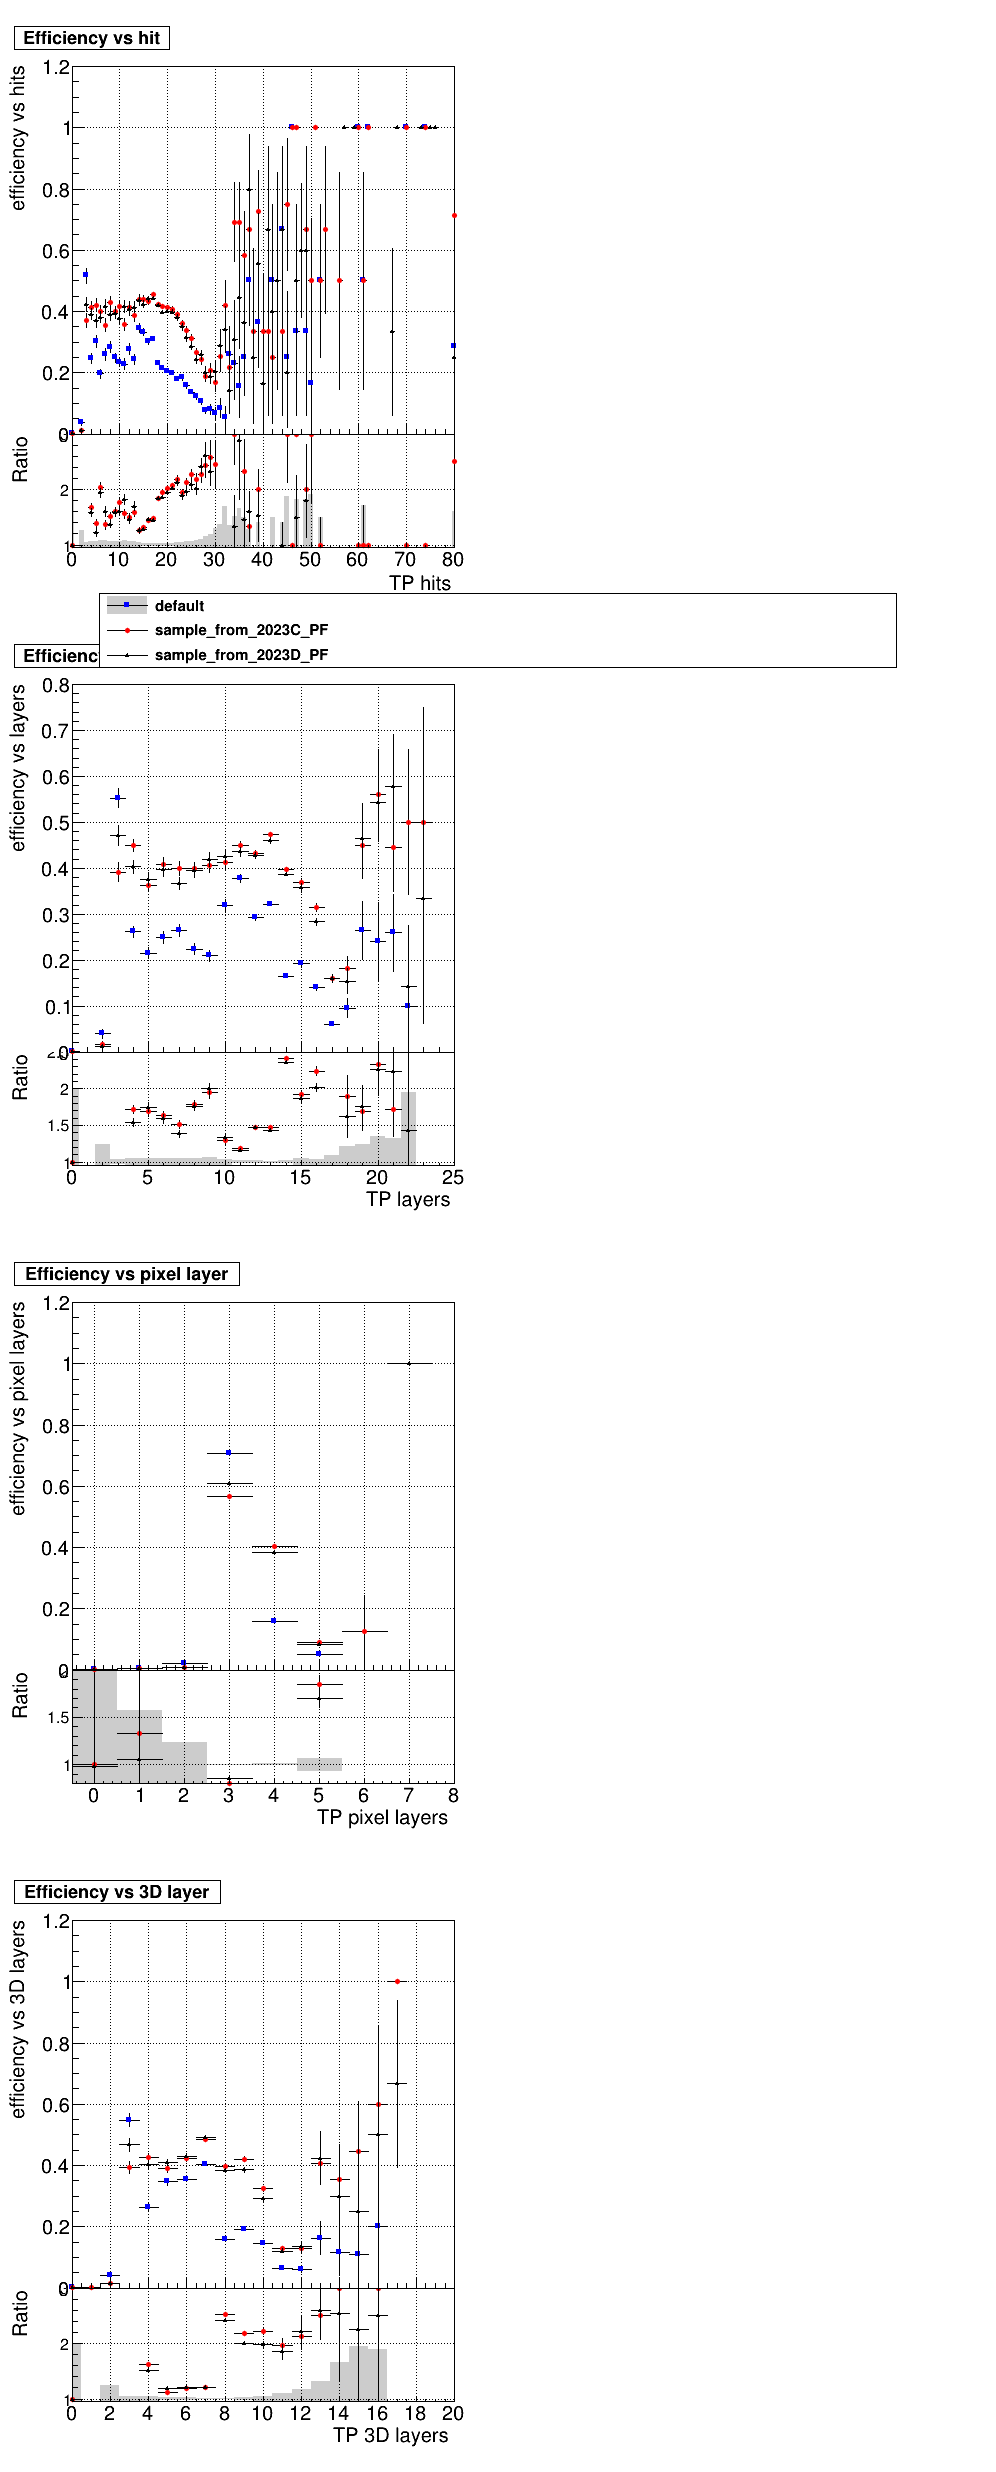 Efficiency vs hit
efficiency vs hits
1.2
1
0.8
0.6
0.4
0.2
0
Ratio
2
1
0 10 20 30 40 50 60 70 80
TP hits
default
sample_from_2023C_PF
sample_from_2023D_PF
Efficienc
efficiency vs layers
0.8
0.7
0.6
0.5
0.4
0.3
0.2
0.1
0
Ratio
2
1.5
1
0 5 10 15 20 25
TP layers
Efficiency vs pixel layer
efficiency vs pixel layers
1.2
1
0.8
0.6
0.4
0.2
0
Ratio
1.5
1
0 1 2 3 4 5 6 7 8
TP pixel layers
Efficiency vs 3D layer
efficiency vs 3D layers
1.2
1
0.8
0.6
0.4
0.2
0
Ratio
2
1
0 2 4 6 8 10 12 14 16 18 20
TP 3D layers